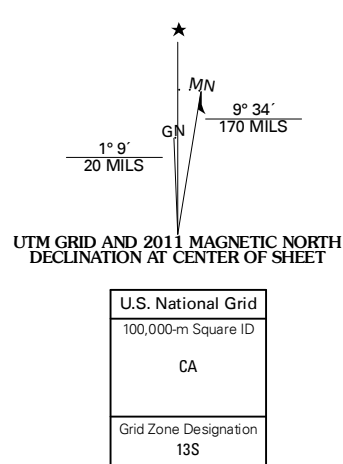 ★
MN
9° 34´
170 MILS
GN
1° 9´
20 MILS
UTM GRID AND 2011 MAGNETIC NORTH
DECLINATION AT CENTER OF SHEET
U.S. National Grid
100,000-m Square ID
CA
Grid Zone Designation
13S